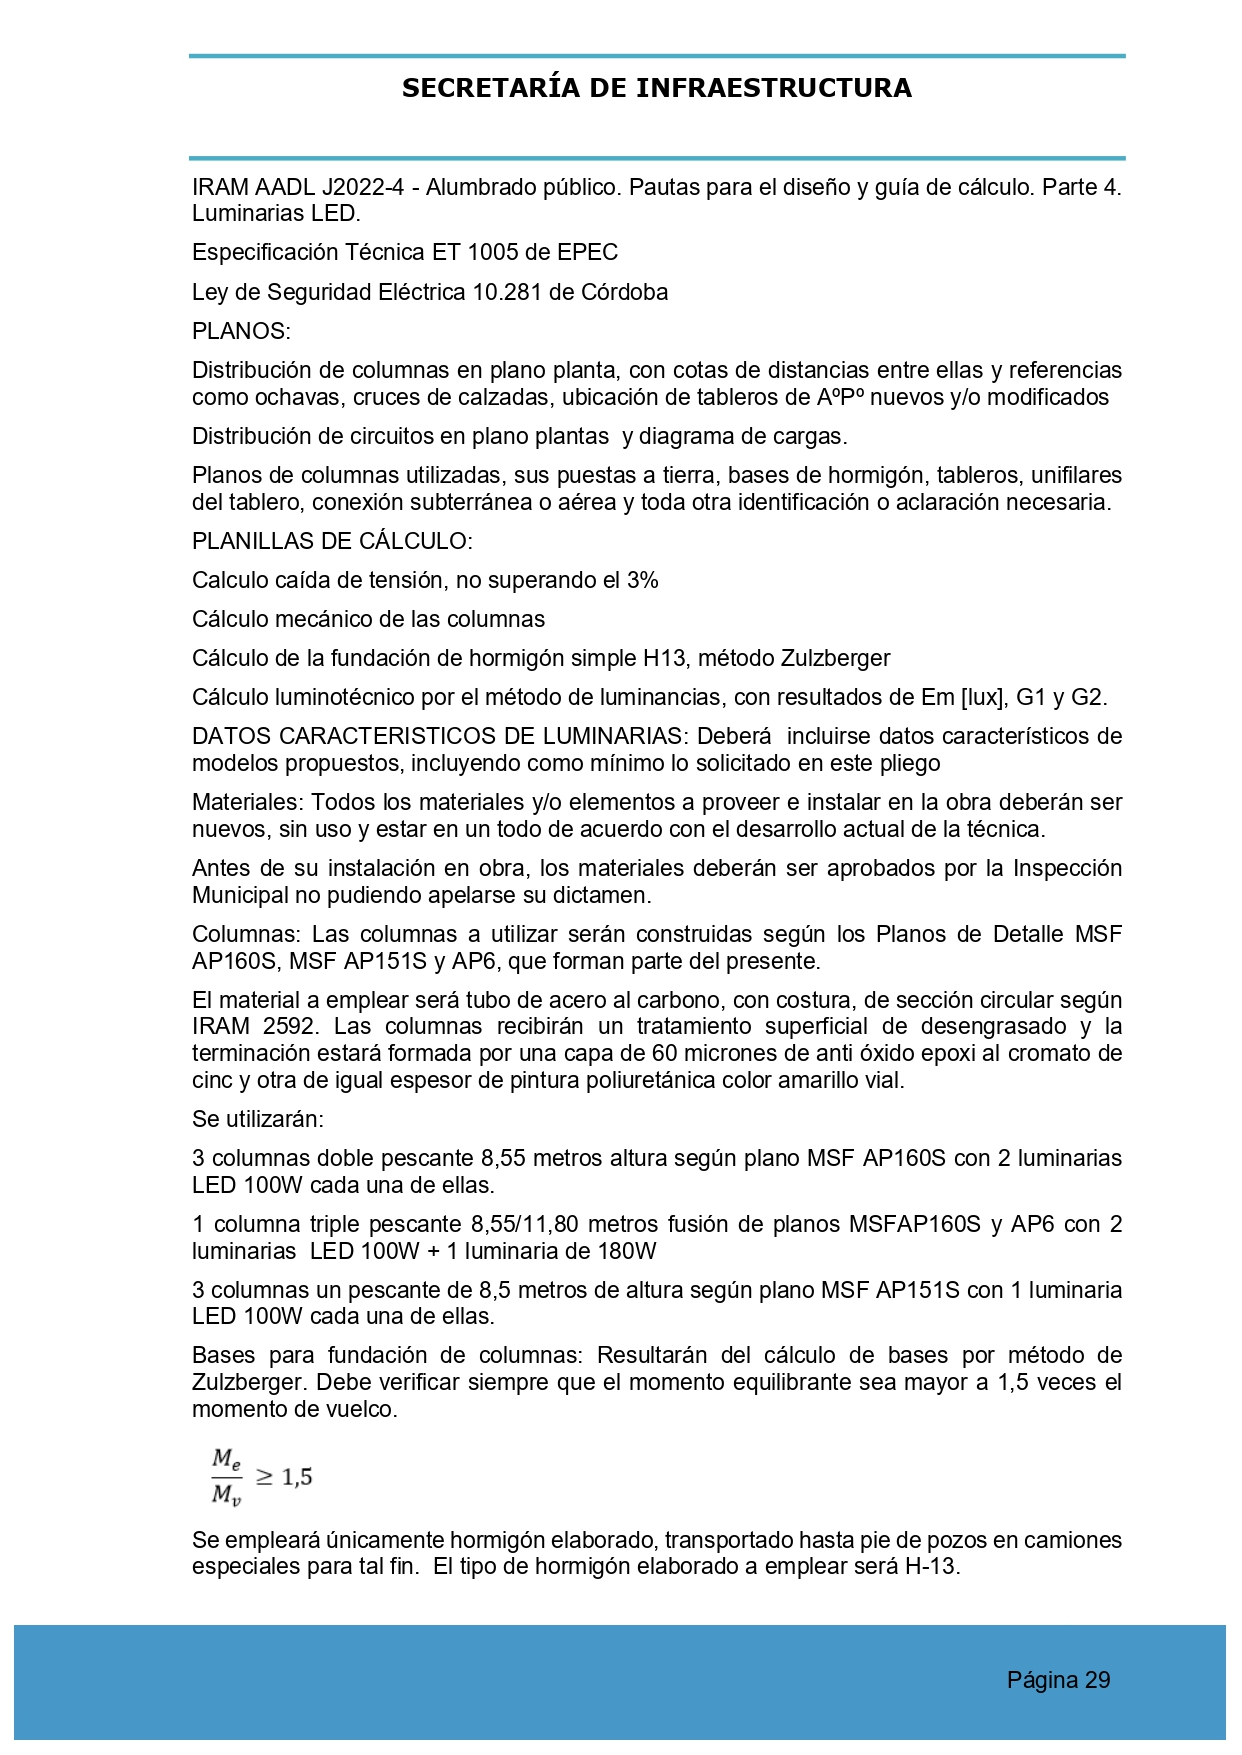 SECRETARÍA DE INFRAESTRUCTURA
IRAM AADL J2022-4 - Alumbrado público. Pautas para el diseño y guía de cálculo. Parte 4.
Luminarias LED.
Especificación Técnica ET 1005 de EPEC
Ley de Seguridad Eléctrica 10.281 de Córdoba
PLANOS:
Distribución de columnas en plano planta, con cotas de distancias entre ellas y referencias
como ochavas, cruces de calzadas, ubicación de tableros de AºPº nuevos y/o modificados
Distribución de circuitos en plano plantas  y diagrama de cargas.
Planos de columnas utilizadas, sus puestas a tierra, bases de hormigón, tableros, unifilares
del tablero, conexión subterránea o aérea y toda otra identificación o aclaración necesaria.
PLANILLAS DE CÁLCULO:
Calculo caída de tensión, no superando el 3%
Cálculo mecánico de las columnas
Cálculo de la fundación de hormigón simple H13, método Zulzberger
Cálculo luminotécnico por el método de luminancias, con resultados de Em [lux], G1 y G2.
DATOS CARACTERISTICOS DE LUMINARIAS: Deberá  incluirse datos característicos de
modelos propuestos, incluyendo como mínimo lo solicitado en este pliego
Materiales: Todos los materiales y/o elementos a proveer e instalar en la obra deberán ser
nuevos, sin uso y estar en un todo de acuerdo con el desarrollo actual de la técnica.
Antes de su instalación en obra, los materiales deberán ser aprobados por la Inspección
Municipal no pudiendo apelarse su dictamen.
Columnas: Las columnas a utilizar serán construidas según los Planos de Detalle MSF
AP160S, MSF AP151S y AP6, que forman parte del presente.
El material a emplear será tubo de acero al carbono, con costura, de sección circular según
IRAM 2592. Las columnas recibirán un tratamiento superficial de desengrasado y la
terminación estará formada por una capa de 60 micrones de anti óxido epoxi al cromato de
cinc y otra de igual espesor de pintura poliuretánica color amarillo vial.
Se utilizarán:
3 columnas doble pescante 8,55 metros altura según plano MSF AP160S con 2 luminarias
LED 100W cada una de ellas.
1 columna triple pescante 8,55/11,80 metros fusión de planos MSFAP160S y AP6 con 2
luminarias  LED 100W + 1 luminaria de 180W
3 columnas un pescante de 8,5 metros de altura según plano MSF AP151S con 1 luminaria
LED 100W cada una de ellas.
Bases para fundación de columnas: Resultarán del cálculo de bases por método de
Zulzberger. Debe verificar siempre que el momento equilibrante sea mayor a 1,5 veces el
momento de vuelco.
Me/Mv ≥ 1,5
Se empleará únicamente hormigón elaborado, transportado hasta pie de pozos en camiones
especiales para tal fin.  El tipo de hormigón elaborado a emplear será H-13.
Página 29